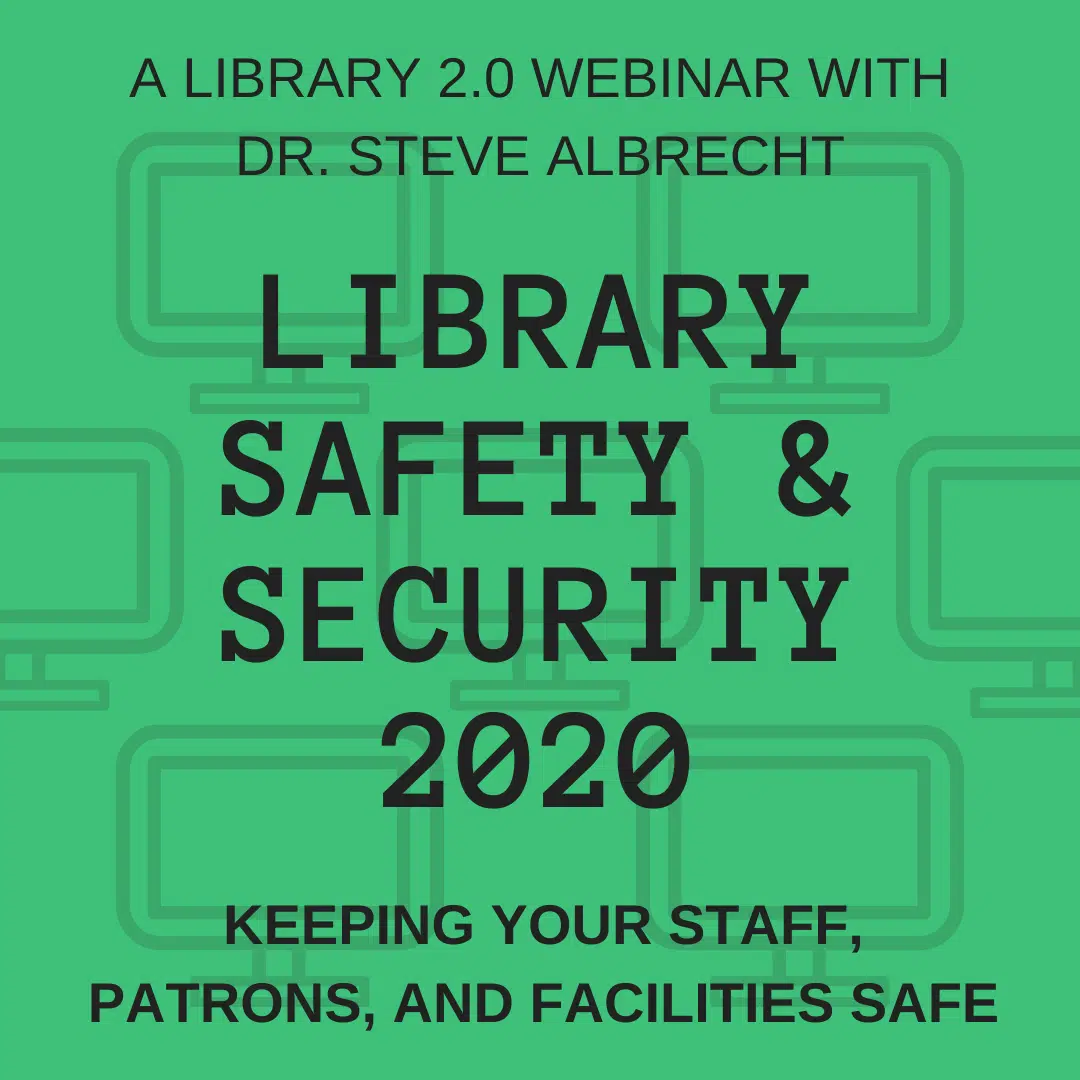 A LIBRARY 2.0 WEBINAR WITH
DR. STEVE ALBRECHT
LIBRARY
SAFETY &
SECURITY
2020
KEEPING YOUR STAFF,
PATRONS, AND FACILITIES SAFE